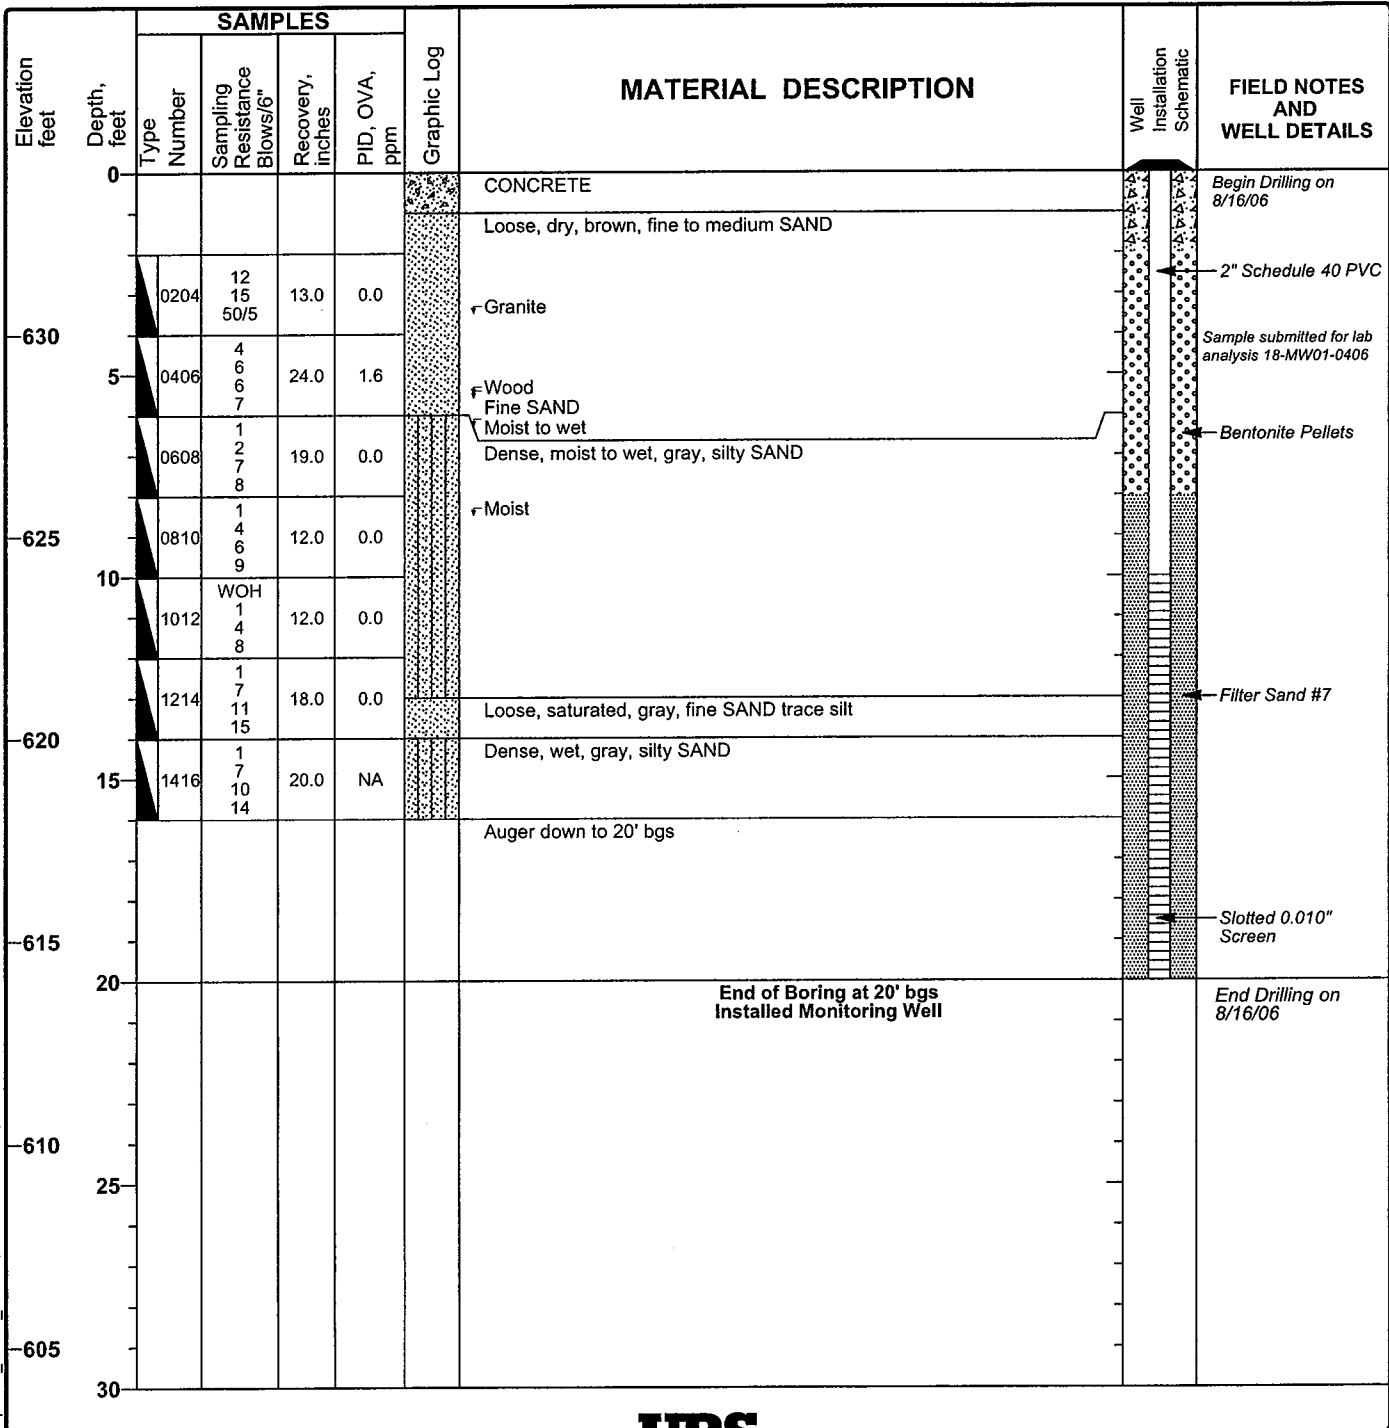 SAMPLES
Elevation
feet
Depth,
feet
Type
Number
Sampling
Resistance
Blows/6"
Recovery,
inches
PID, OVA,
ppm
Graphic Log
MATERIAL DESCRIPTION
Well
Installation
Schematic
FIELD NOTES
AND
WELL DETAILS
0
CONCRETE
Begin Drilling on
8/16/06
Loose, dry, brown, fine to medium SAND
2" Schedule 40 PVC
0204
12
15
50/5
13.0
0.0
Granite
630
Sample submitted for lab
analysis 18-MW01-0406
5
0406
4
6
6
7
24.0
1.6
Wood
Fine SAND
Moist to wet
Bentonite Pellets
0608
1
2
7
8
19.0
0.0
Dense, moist to wet, gray, silty SAND
Moist
625
0810
1
4
6
9
12.0
0.0
10
1012
WOH
1
4
8
12.0
0.0
1214
1
7
11
15
18.0
0.0
Filter Sand #7
Loose, saturated, gray, fine SAND trace silt
620
Dense, wet, gray, silty SAND
15
1416
1
7
10
14
20.0
NA
Auger down to 20' bgs
Slotted 0.010"
Screen
615
20
End of Boring at 20' bgs
Installed Monitoring Well
End Drilling on
8/16/06
610
25
605
30
URS